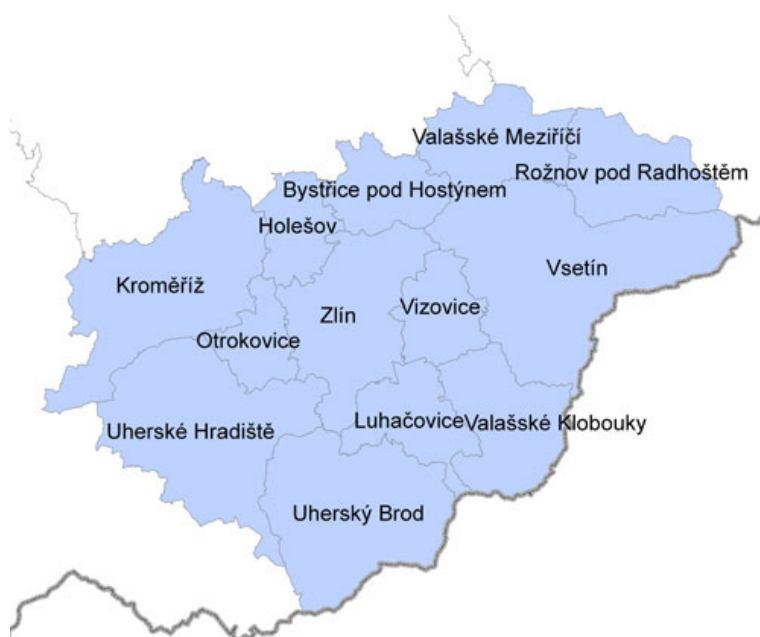 Valašské Meziříčí
Rožnov pod Radhoštěm
Bystřice pod Hostýnem
Holešov
Vsetín
Kroměříž
Zlín
Vizovice
Otrokovice
Luhačovice
Valašské Klobouky
Uherské Hradiště
Uherský Brod